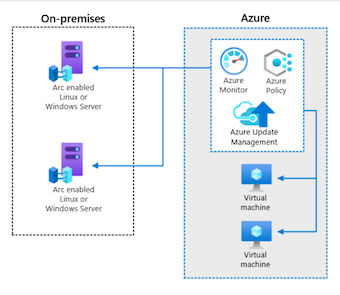 On-premises
Azure
Arc enabled
Linux or
Windows Server
Arc enabled
Linux or
Windows Server
Azure
Monitor
Azure
Policy
Azure Update
Management
Virtual
machine
Virtual
machine